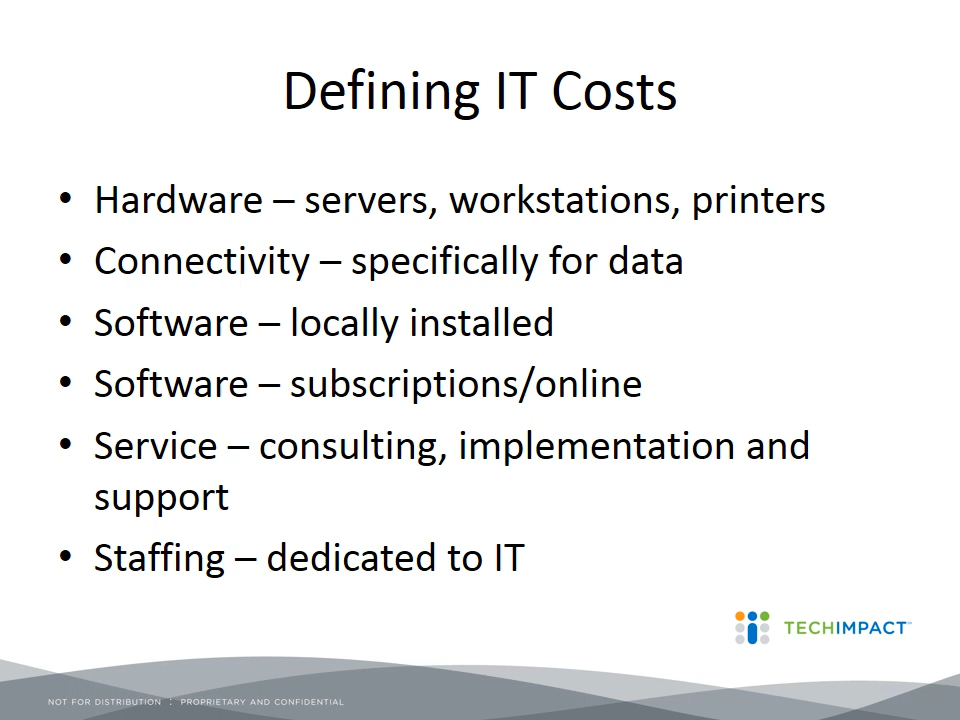 Defining IT Costs
• Hardware – servers, workstations, printers
• Connectivity – specifically for data
• Software – locally installed
• Software – subscriptions/online
• Service – consulting, implementation and
support
• Staffing – dedicated to IT
TECHIMPACT™
NOT FOR DISTRIBUTION : PROPRIETARY AND CONFIDENTIAL